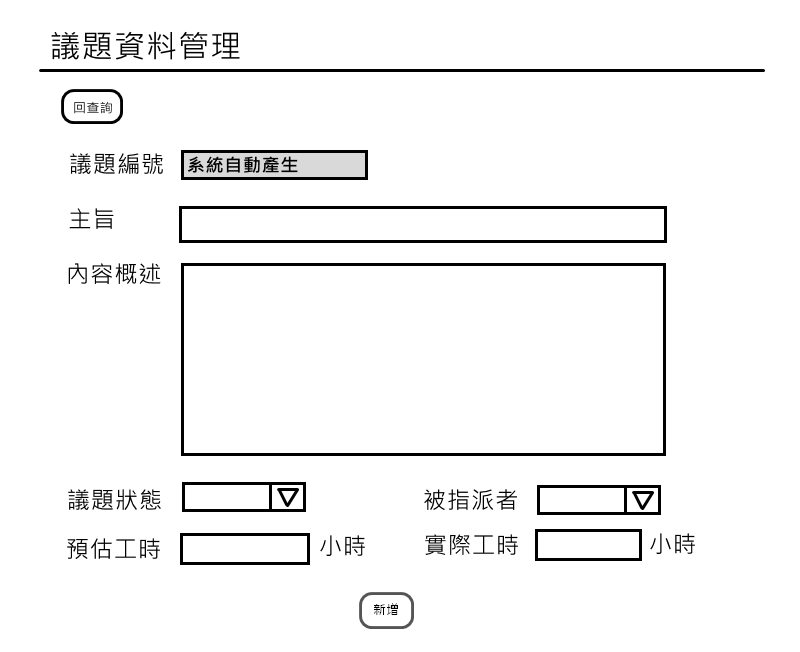 議題資料管理
回查詢
議題編號 系統自動產生
主旨
內容概述
議題狀態 被指派者
預估工時 小時 實際工時 小時
新增